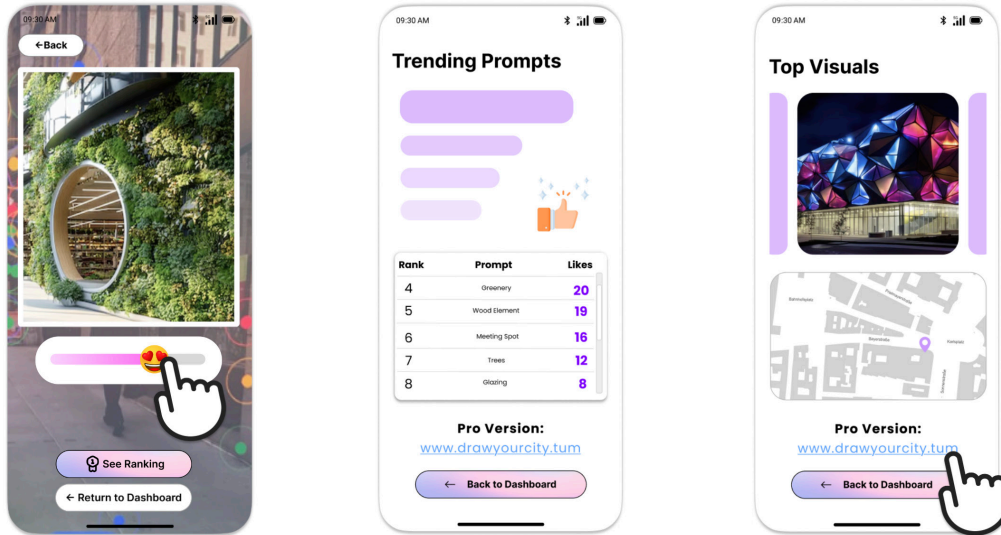 09:30 AM
←Back
See Ranking
← Return to Dashboard
09:30 AM
Trending Prompts
Rank Prompt Likes
4 Greenery 20
5 Wood Element 19
6 Meeting Spot 16
7 Trees 12
8 Glazing 8
Pro Version:
www.drawyourcity.tum
← Back to Dashboard
09:30 AM
Top Visuals
Bayerstraße
Pro Version:
www.drawyourcity.tum
← Back to Dashboard